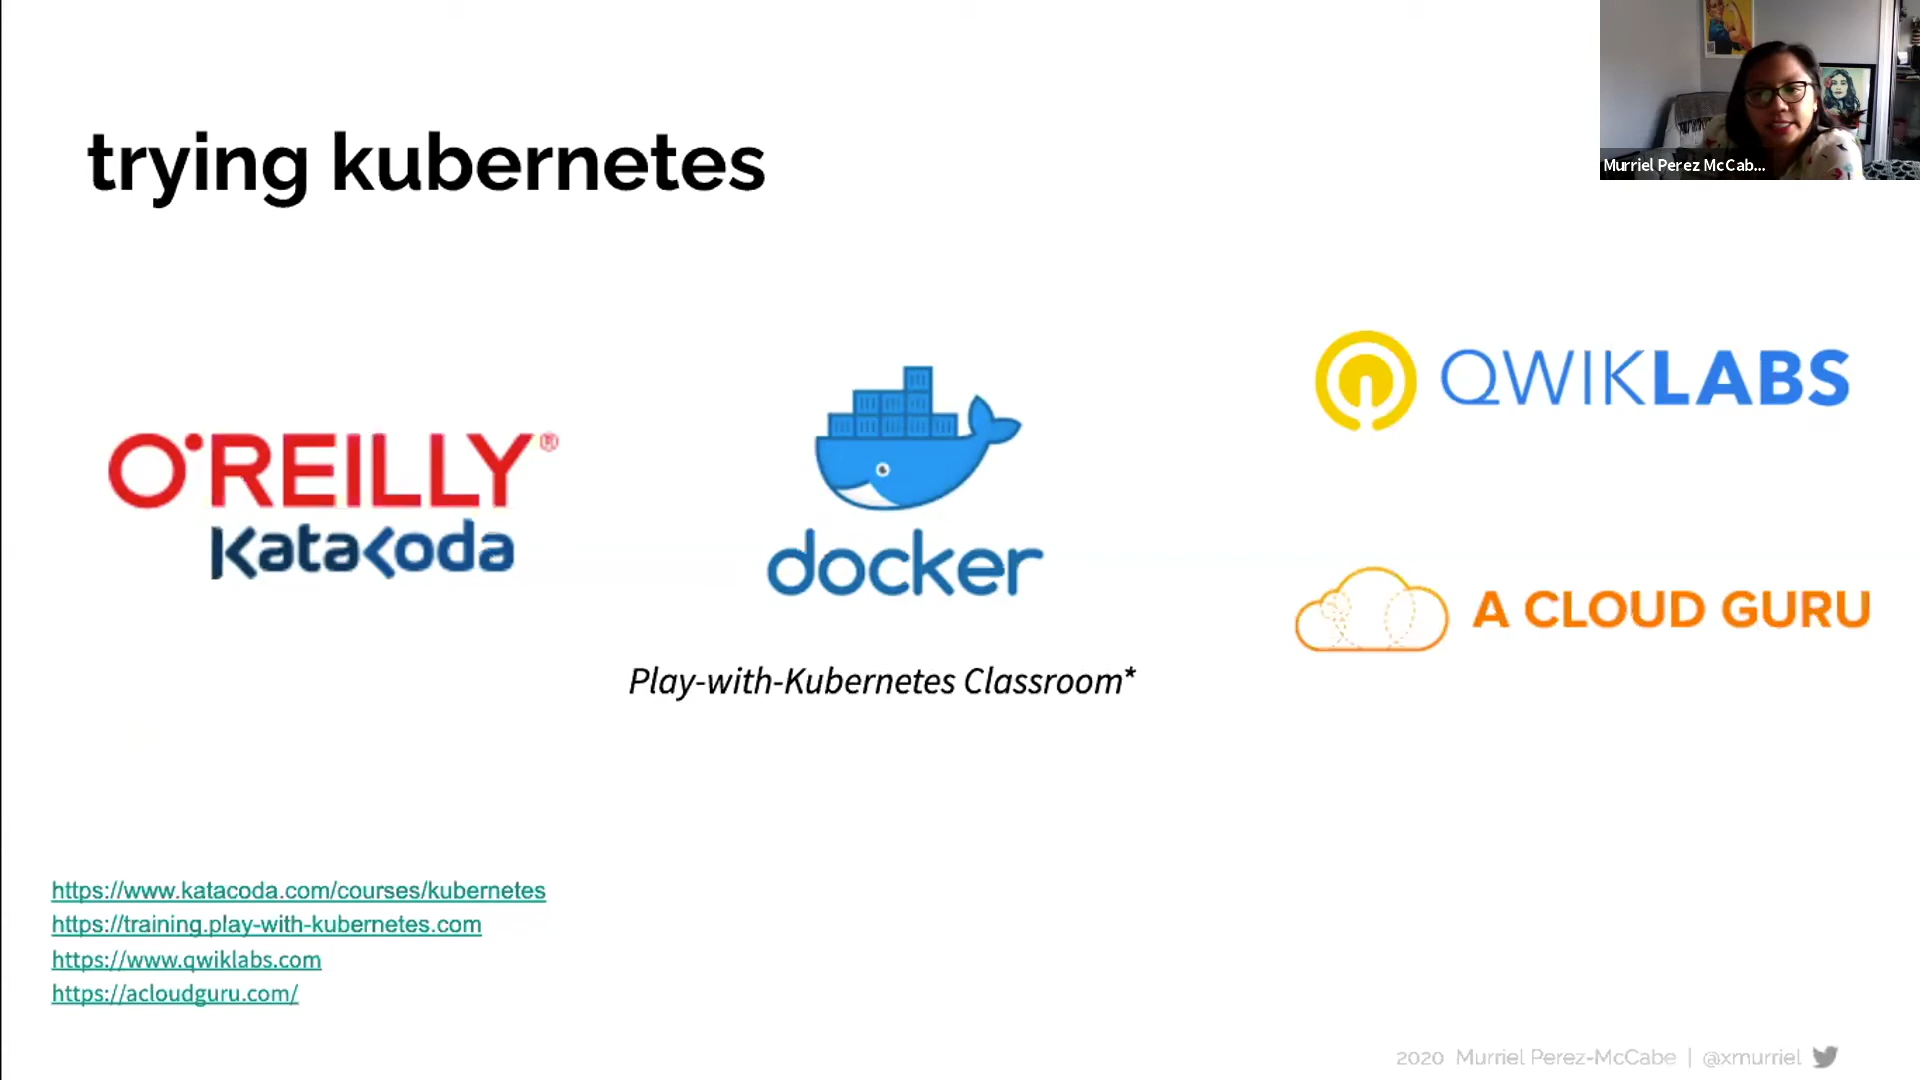 trying kubernetes
Murriel Perez McCab...
O'REILLY®
Katacoda
docker
Play-with-Kubernetes Classroom*
QWIKLABS
A CLOUD GURU
https://www.katacoda.com/courses/kubernetes
https://training.play-with-kubernetes.com
https://www.qwiklabs.com
https://acloudguru.com/
2020 Murriel Perez-McCabe | @xmurriel